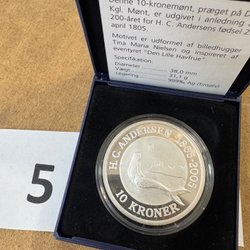 Denne 10-kronemønt, præget på D
Kgl. Mønt, er udgivet i anledning
200-året for H. C. Andersens fødsel 2
april 1805.
Motivet er udformet af billedhugger
Tina Maria Nielsen og inspireret af
eventyret "Den Lille Havfrue"
Specifikation:
Diameter 38,0 mm
Vægt 31,1 g
Legering 999‰ Ag (sterling)
H.C. ANDERSEN 1805-2005
10 KRONER
5